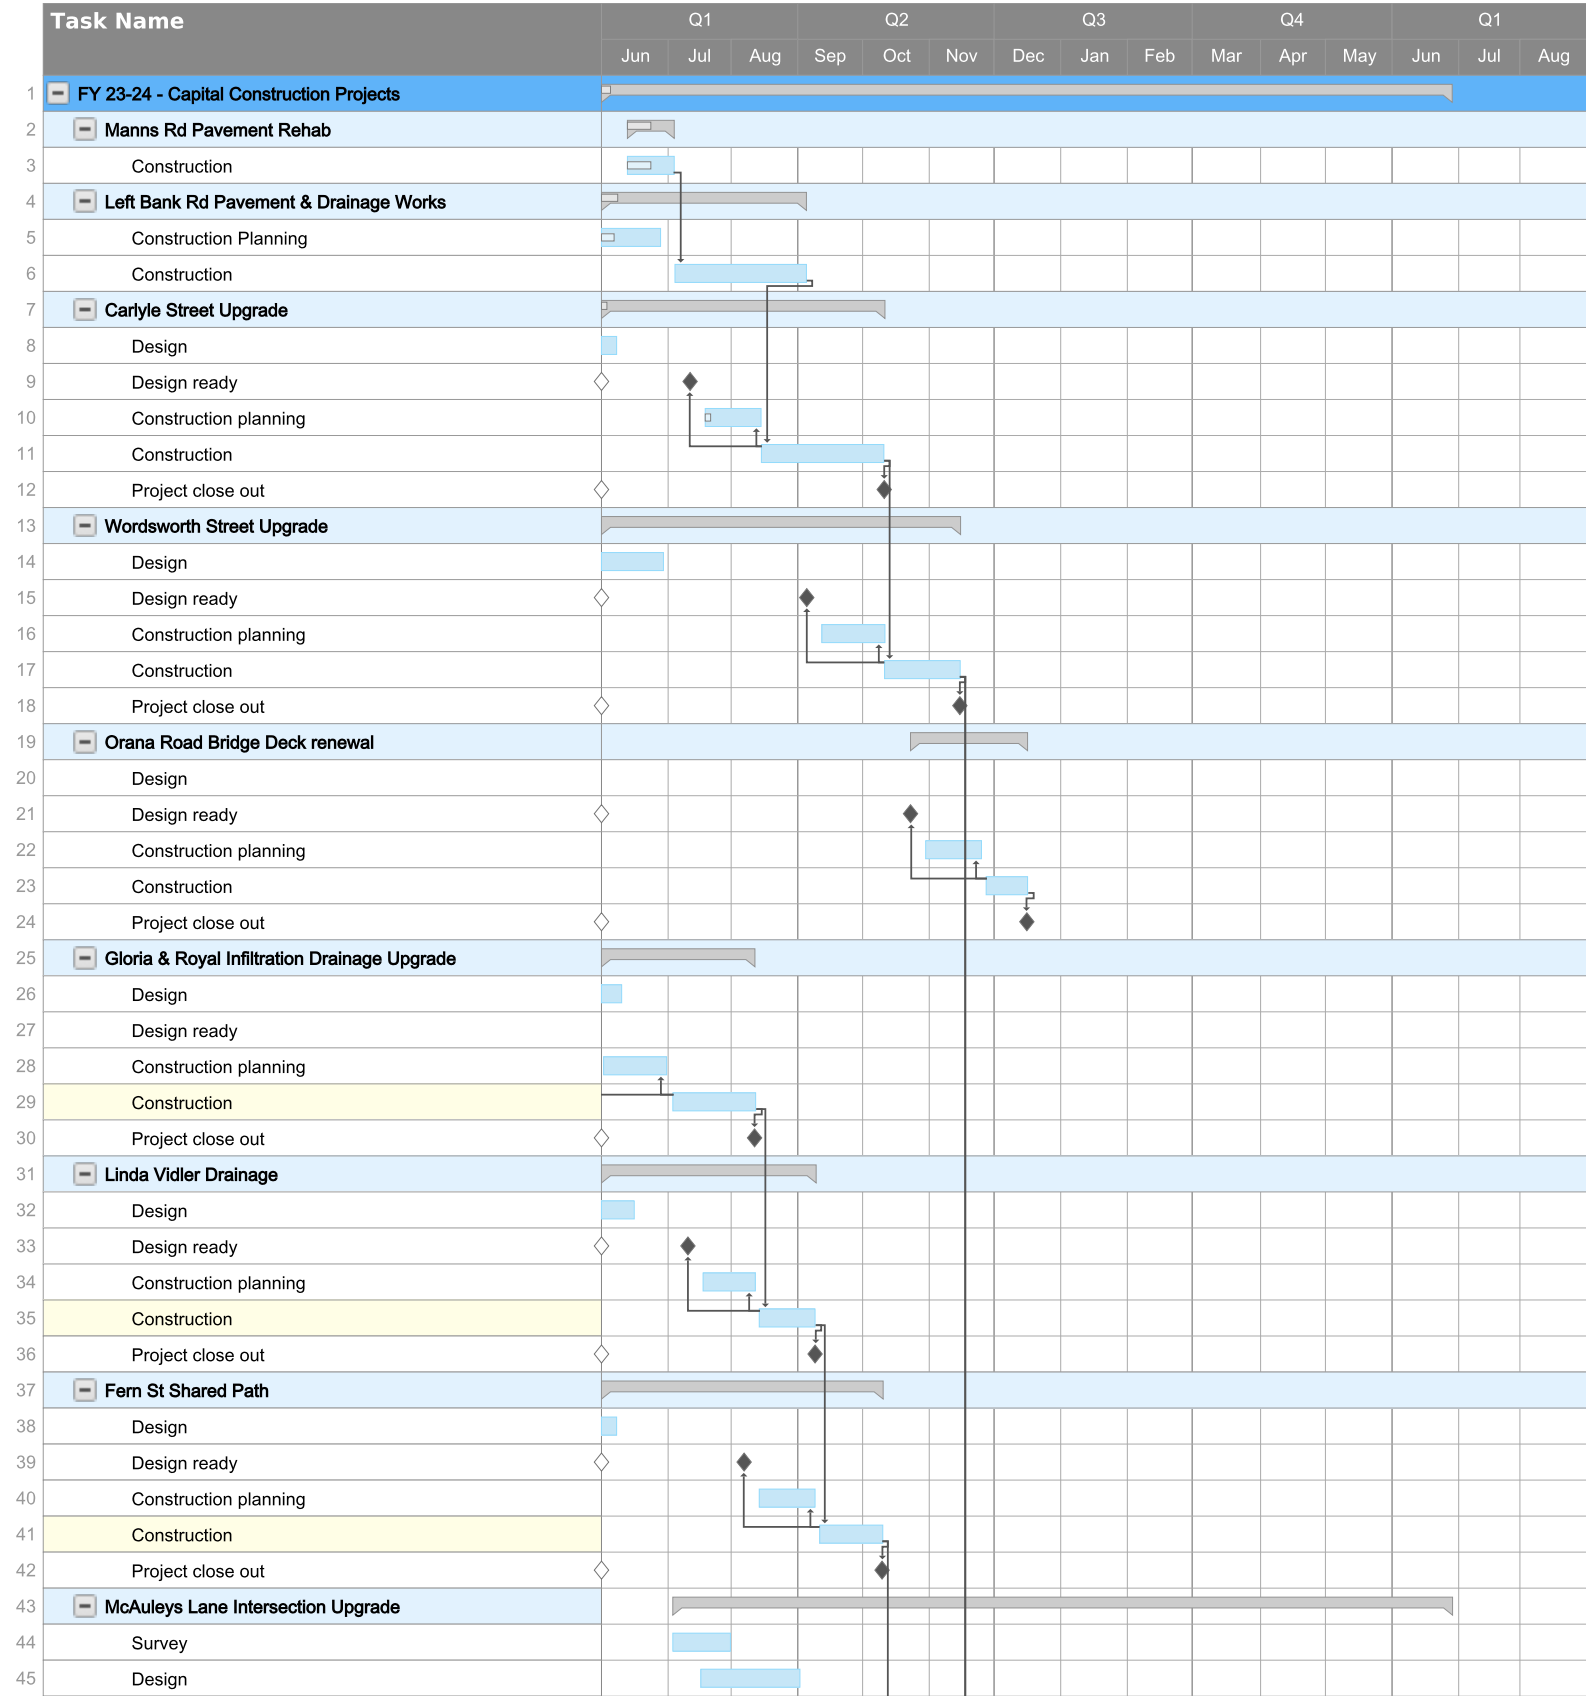 Task Name
Q1 Q2 Q3 Q4 Q1
Jun Jul Aug Sep Oct Nov Dec Jan Feb Mar Apr May Jun Jul Aug
1 FY 23-24 - Capital Construction Projects
2 Manns Rd Pavement Rehab
3 Construction
4 Left Bank Rd Pavement & Drainage Works
5 Construction Planning
6 Construction
7 Carlyle Street Upgrade
8 Design
9 Design ready
10 Construction planning
11 Construction
12 Project close out
13 Wordsworth Street Upgrade
14 Design
15 Design ready
16 Construction planning
17 Construction
18 Project close out
19 Orana Road Bridge Deck renewal
20 Design
21 Design ready
22 Construction planning
23 Construction
24 Project close out
25 Gloria & Royal Infiltration Drainage Upgrade
26 Design
27 Design ready
28 Construction planning
29 Construction
30 Project close out
31 Linda Vidler Drainage
32 Design
33 Design ready
34 Construction planning
35 Construction
36 Project close out
37 Fern St Shared Path
38 Design
39 Design ready
40 Construction planning
41 Construction
42 Project close out
43 McAuleys Lane Intersection Upgrade
44 Survey
45 Design